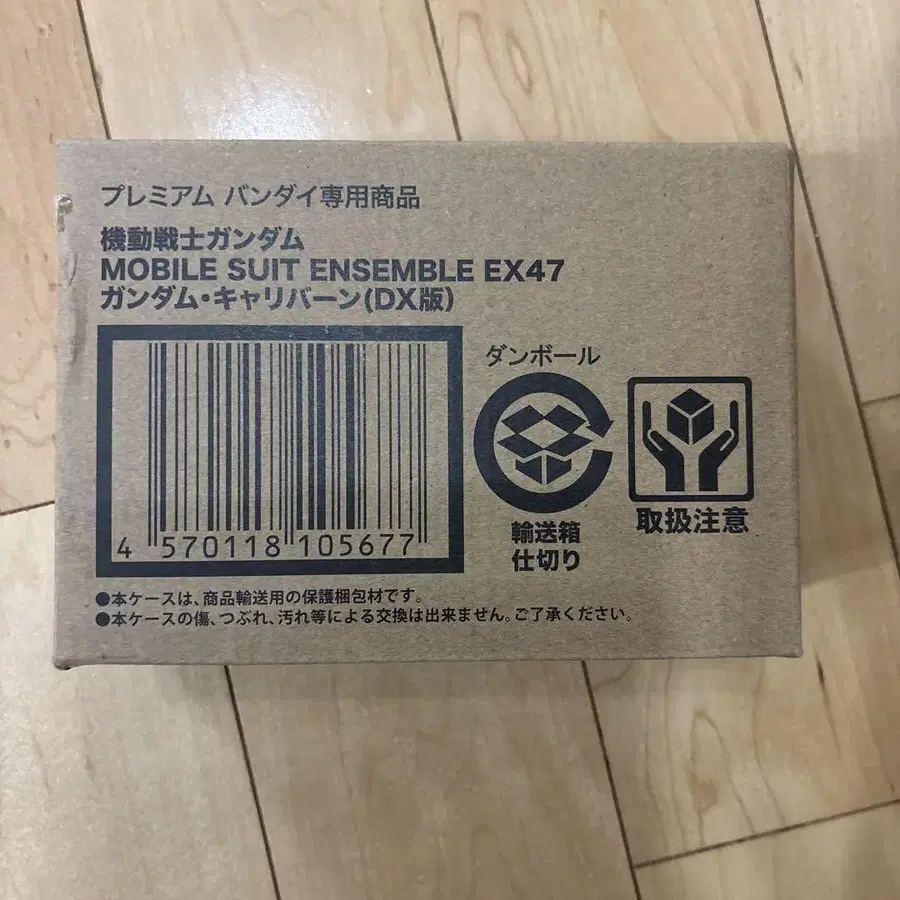 プレミアム バンダイ専用商品
機動戦士ガンダム
MOBILE SUIT ENSEMBLE EX47
ガンダム・キャリバーン(DX版)
ダンボール
輸送箱
仕切り
取扱注意
4 570118 105677
●本ケースは、商品輸送用の保護梱包材です。
●本ケースの傷、つぶれ、汚れ等による交換は出来ません。ご了承ください。